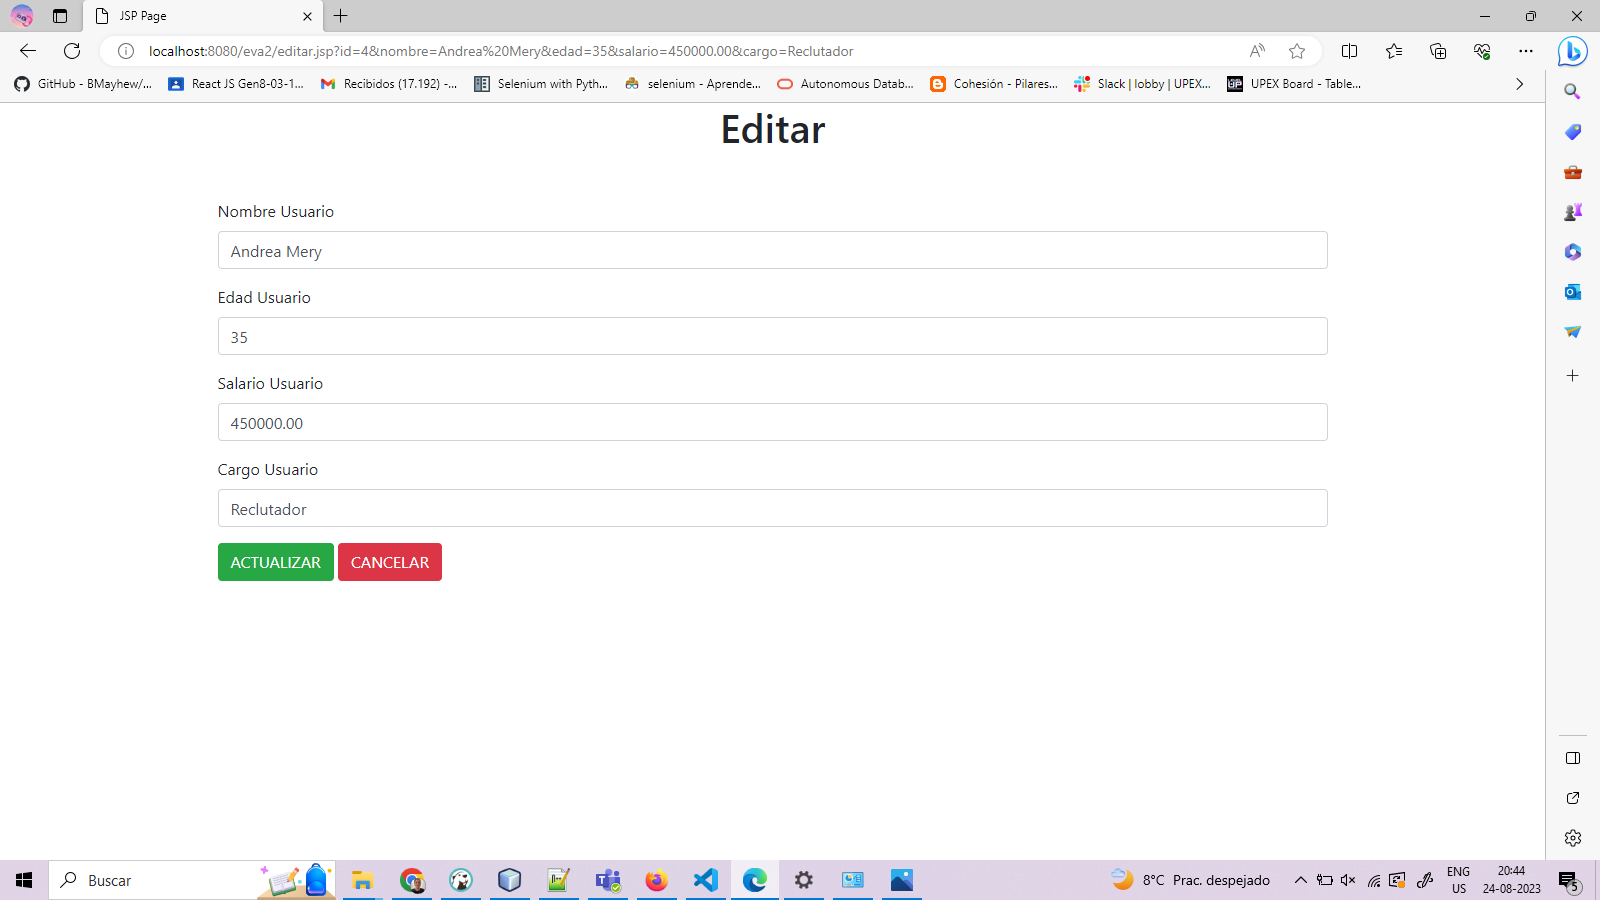 JSP Page
localhost:8080/eva2/editar.jsp?id=4&nombre=Andrea%20Mery&edad=35&salario=450000.00&cargo=Reclutador
GitHub - BMayhew/... React JS Gen8-03-1... Recibidos (17.192) -... Selenium with Pyth... selenium - Aprende... Autonomous Datab... Cohesión - Pilares... Slack | lobby | UPEX... UPEX Board - Table...
Editar
Nombre Usuario
Andrea Mery
Edad Usuario
35
Salario Usuario
450000.00
Cargo Usuario
Reclutador
ACTUALIZAR CANCELAR
Buscar
8°C Prac. despejado
ENG
US
20:44
24-08-2023
5